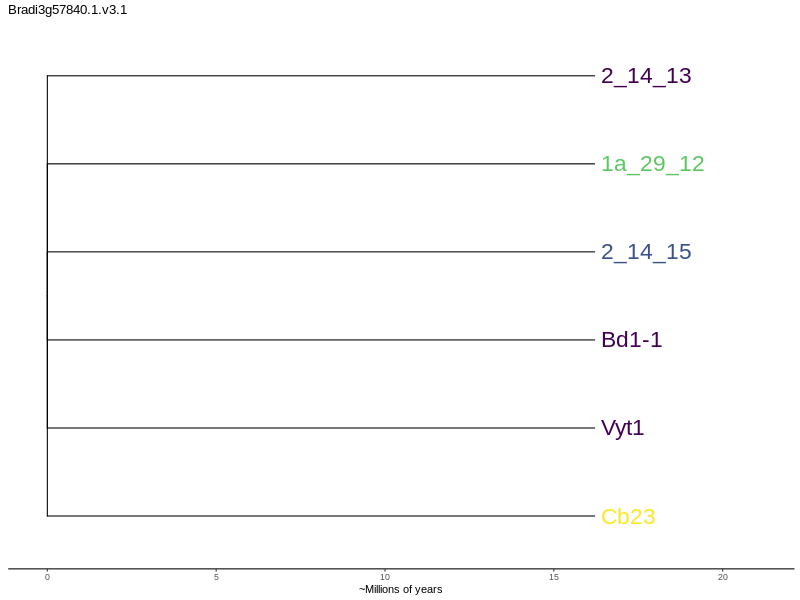 Bradi3g57840.1.v3.1
2_14_13
1a_29_12
2_14_15
Bd1-1
Vyt1
Cb23
0 5 10 15 20
~Millions of years